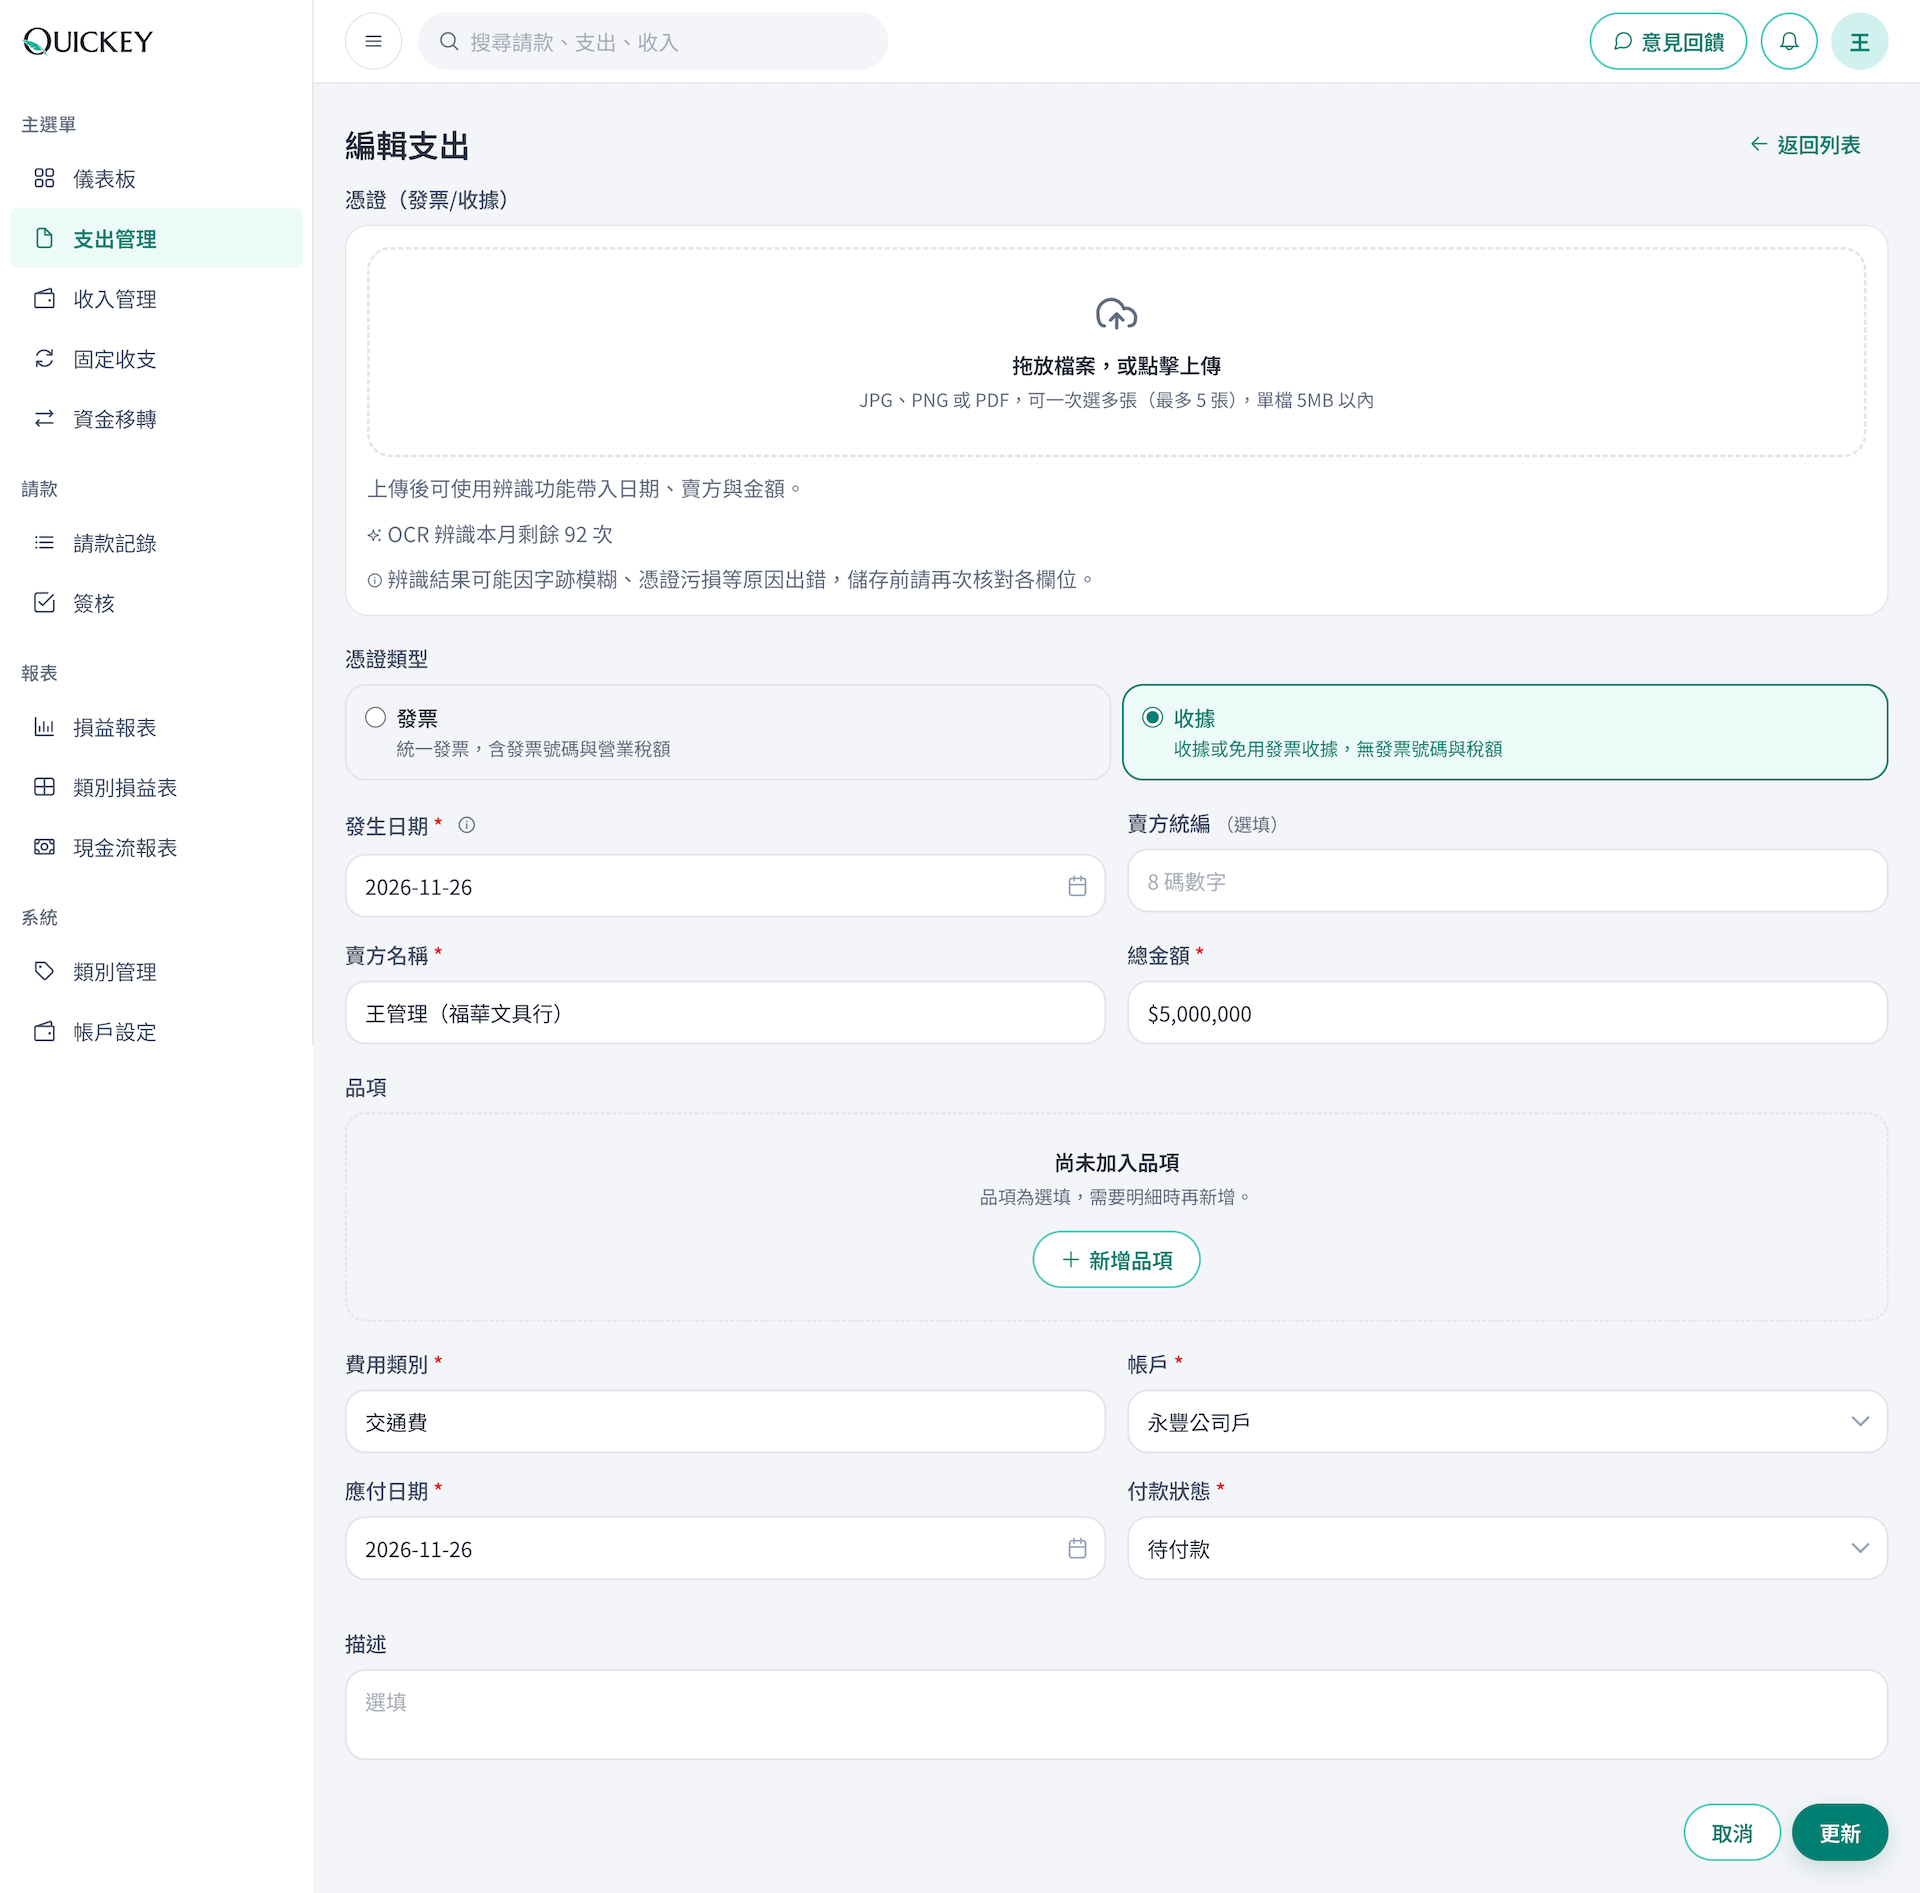 QUICKEY
搜尋請款、支出、收入
意見回饋
王
主選單
儀表板
支出管理
收入管理
固定收支
資金移轉
請款
請款記錄
簽核
報表
損益報表
類別損益表
現金流報表
系統
類別管理
帳戶設定
編輯支出
← 返回列表
憑證（發票/收據）
拖放檔案，或點擊上傳
JPG、PNG 或 PDF，可一次選多張（最多 5 張），單檔 5MB 以內
上傳後可使用辨識功能帶入日期、賣方與金額。
OCR 辨識本月剩餘 92 次
辨識結果可能因字跡模糊、憑證污損等原因出錯，儲存前請再次核對各欄位。
憑證類型
發票
統一發票，含發票號碼與營業稅額
收據
收據或免用發票收據，無發票號碼與稅額
發生日期 *
2026-11-26
賣方統編 （選填）
8 碼數字
賣方名稱 *
王管理（福華文具行）
總金額 *
$5,000,000
品項
尚未加入品項
品項為選填，需要明細時再新增。
+ 新增品項
費用類別 *
交通費
帳戶 *
永豐公司戶
應付日期 *
2026-11-26
付款狀態 *
待付款
描述
選填
取消
更新